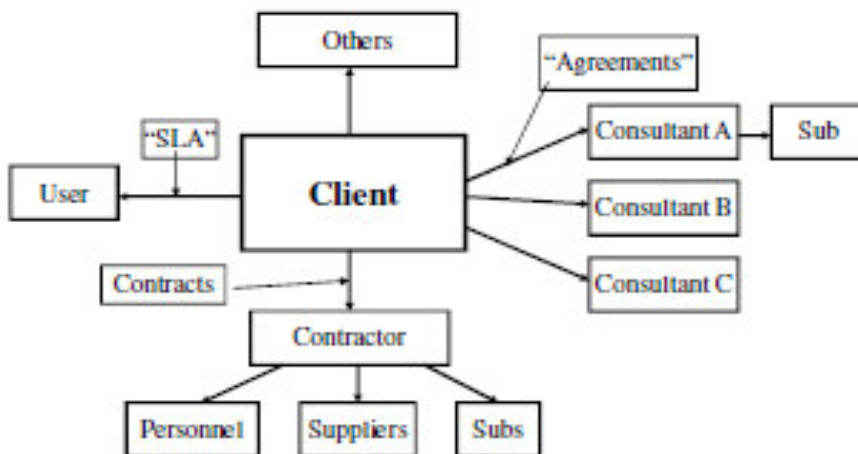 Others
“Agreements”
“SLA”
Consultant A
Sub
User
Client
Consultant B
Contracts
Consultant C
Contractor
Personnel
Suppliers
Subs